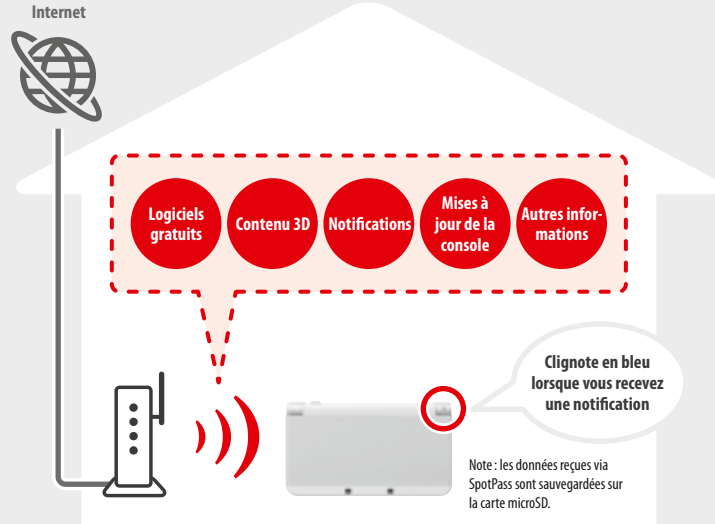 Internet
Logiciels
gratuits
Contenu 3D
Notifications
Mises à
jour de la
console
Autres infor-
mations
Clignote en bleu
lorsque vous recevez
une notification
Note : les données reçues via
SpotPass sont sauvegardées sur
la carte microSD.